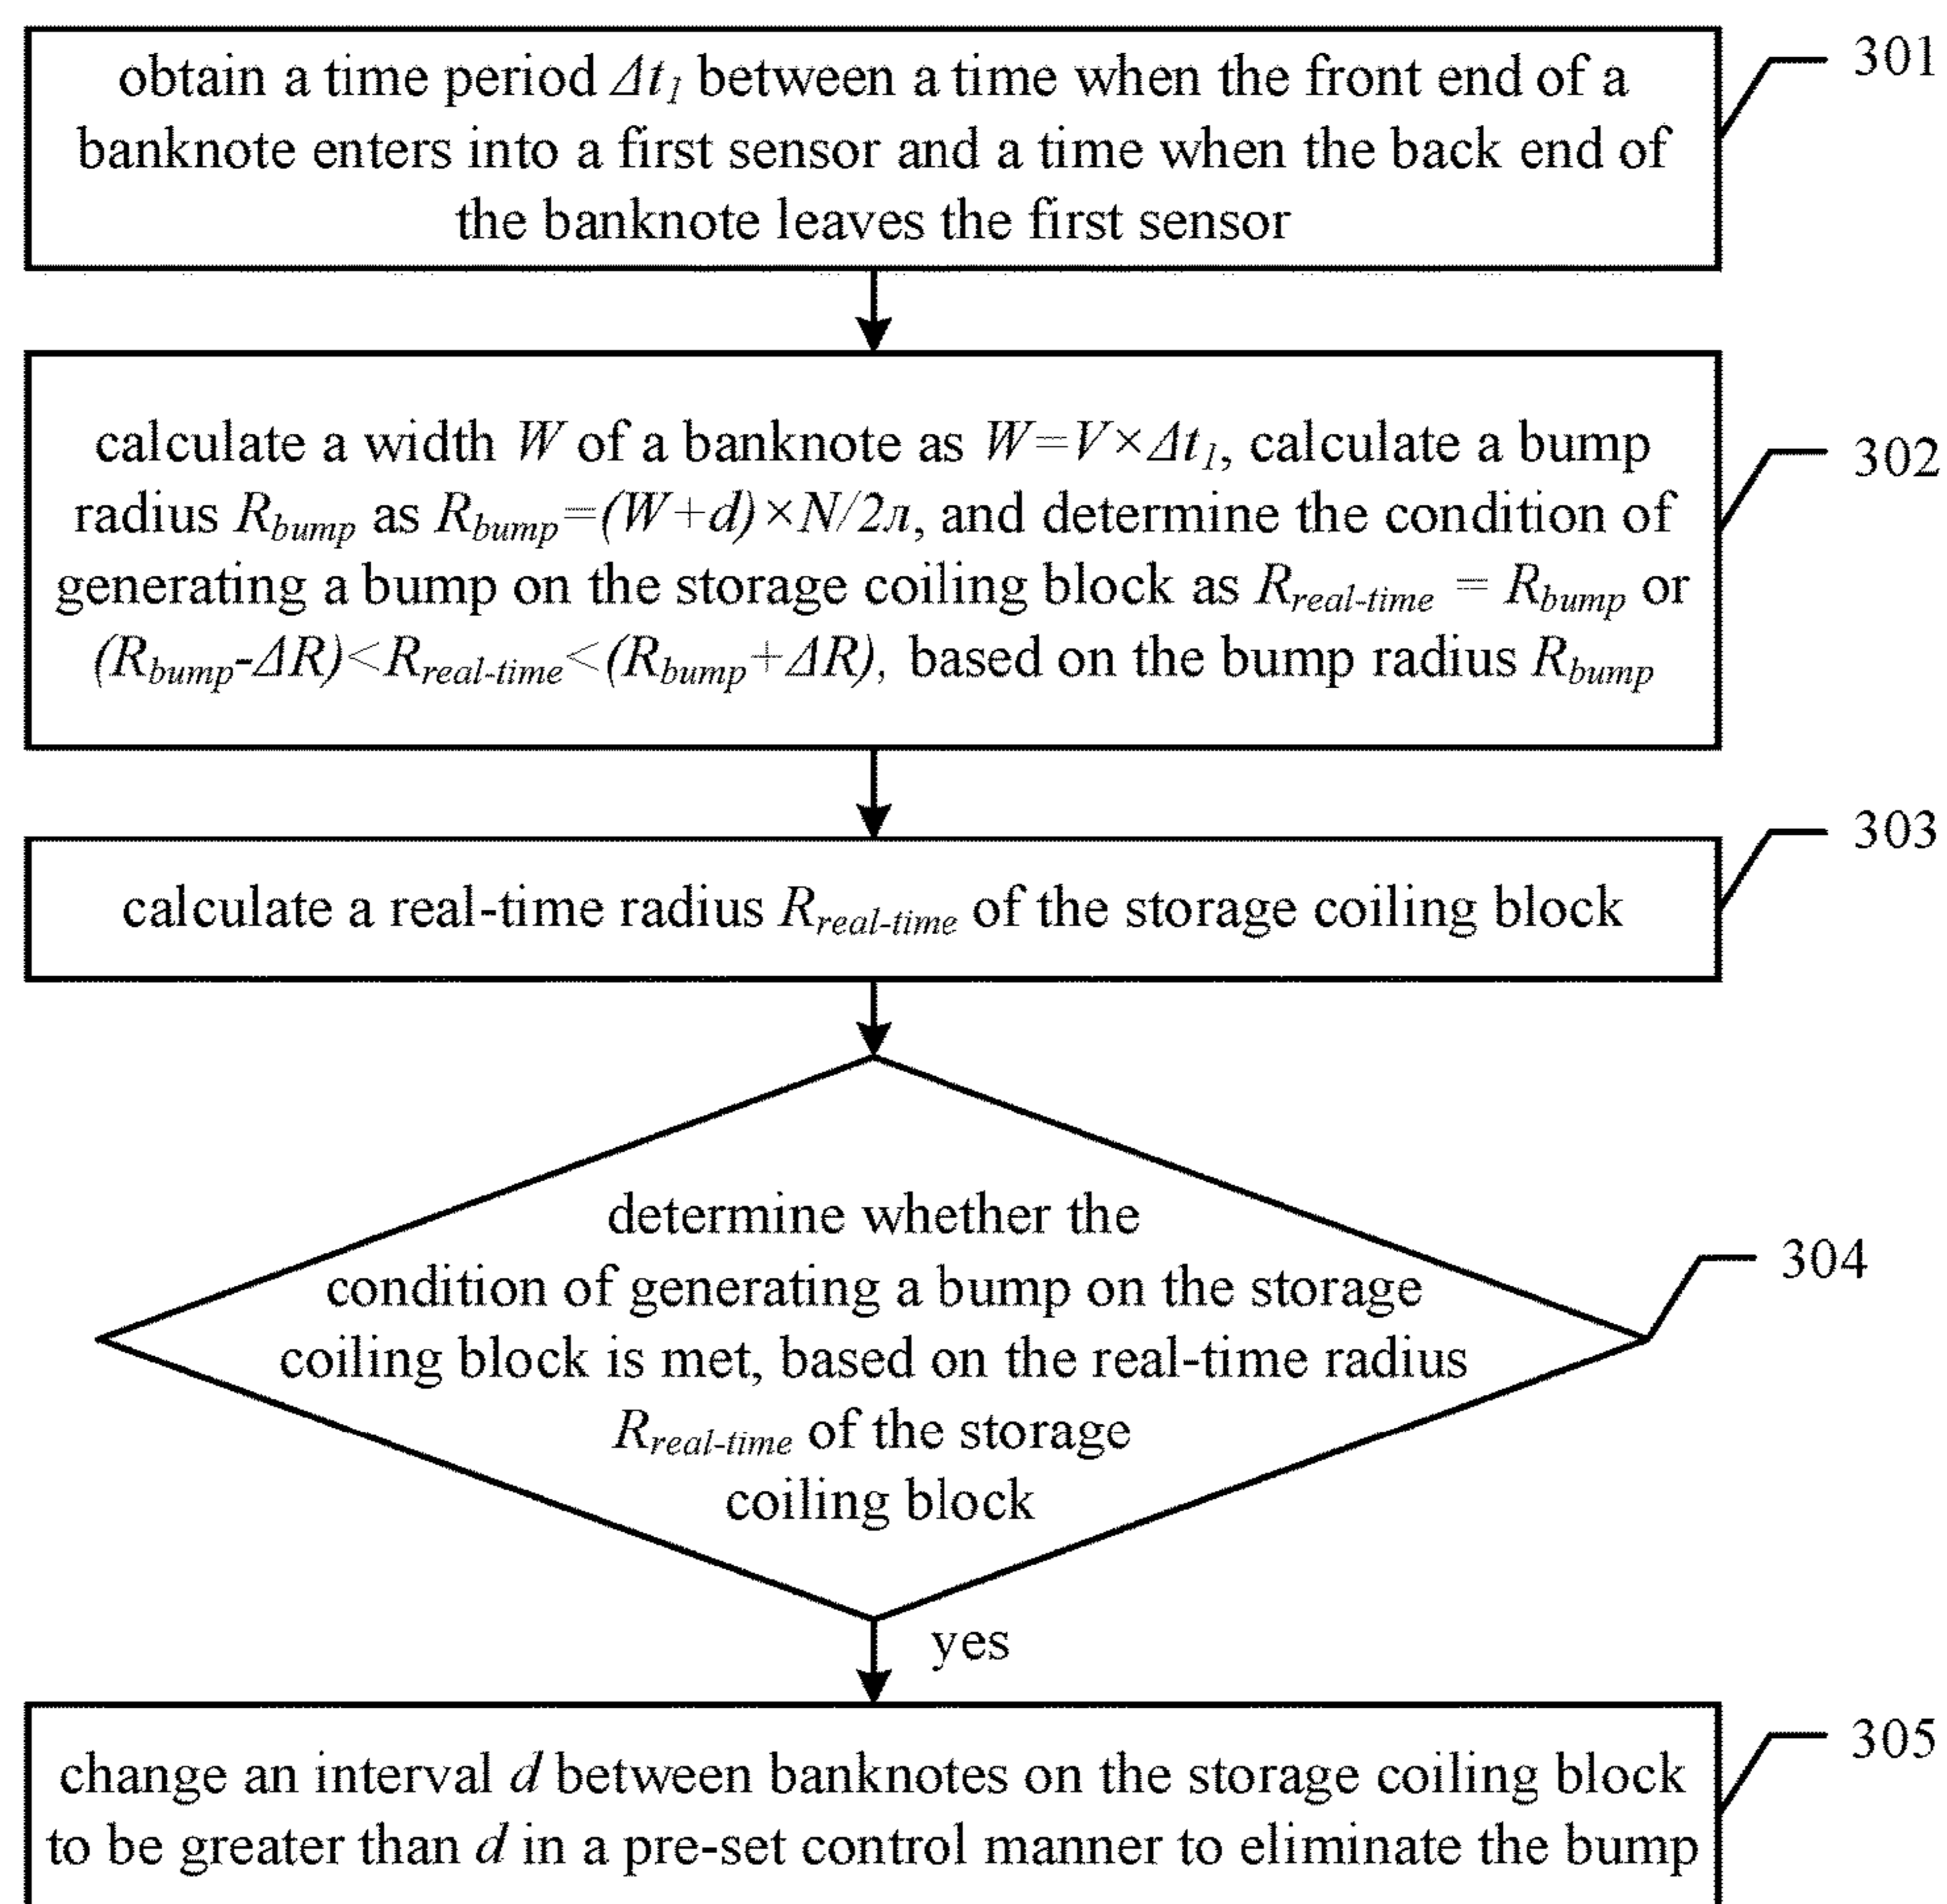 obtain a time period Δt1 between a time when the front end of a
banknote enters into a first sensor and a time when the back end of
the banknote leaves the first sensor
301
calculate a width W of a banknote as W=V×Δt1, calculate a bump
radius Rbump as Rbump=(W+d)×N/2л, and determine the condition of
generating a bump on the storage coiling block as Rreal-time = Rbump or
(Rbump-ΔR)<Rreal-time<(Rbump+ΔR), based on the bump radius Rbump
302
calculate a real-time radius Rreal-time of the storage coiling block
303
determine whether the
condition of generating a bump on the storage
coiling block is met, based on the real-time radius
Rreal-time of the storage
coiling block
304
yes
change an interval d between banknotes on the storage coiling block
to be greater than d in a pre-set control manner to eliminate the bump
305